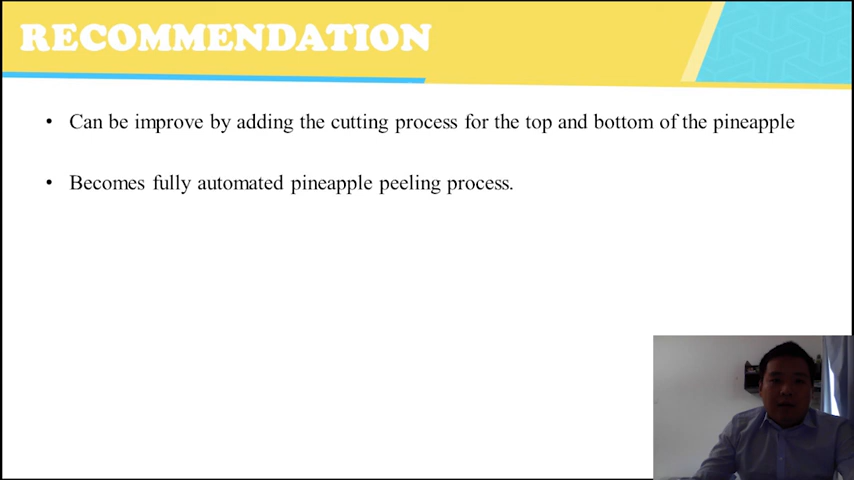 RECOMMENDATION
• Can be improve by adding the cutting process for the top and bottom of the pineapple
• Becomes fully automated pineapple peeling process.